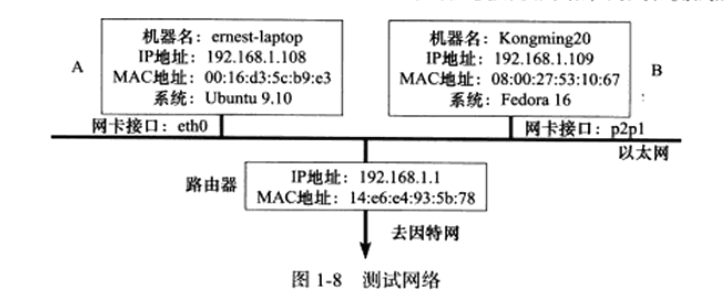 机器名：ernest-laptop
IP地址：192.168.1.108
MAC地址：00:16:d3:5c:b9:e3
系统：Ubuntu 9.10
A
网卡接口：eth0
机器名：Kongming20
IP地址：192.168.1.109
MAC地址：08:00:27:53:10:67
系统：Fedora 16
B
网卡接口：p2p1
以太网
路由器
IP地址：192.168.1.1
MAC地址：14:e6:e4:93:5b:78
去因特网
图 1-8 测试网络